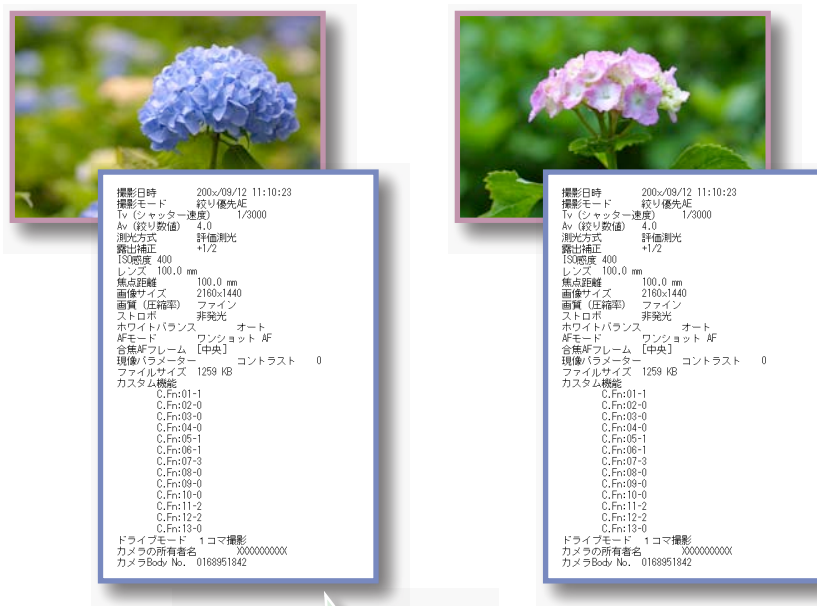 撮影日時 200x/09/12 11:10:23
撮影モード 絞り優先AE
Tv (シャッター速度) 1/3000
Av (絞り数値) 4.0
測光方式 評価測光
露出補正 +1/2
ISO感度 400
レンズ 100.0 mm
焦点距離 100.0 mm
画像サイズ 2160x1440
画質 (圧縮率) ファイン
ストロボ 非発光
ホワイトバランス オート
AFモード ワンショット AF
合焦AFフレーム [中央]
現像パラメーター コントラスト 0
ファイルサイズ 1259 KB
カスタム機能
C.Fn:01-1
C.Fn:02-0
C.Fn:03-0
C.Fn:04-0
C.Fn:05-1
C.Fn:06-1
C.Fn:07-3
C.Fn:08-0
C.Fn:09-0
C.Fn:10-0
C.Fn:11-2
C.Fn:12-2
C.Fn:13-0
ドライブモード 1コマ撮影
カメラの所有者名 XXXXXXXXXX
カメラBody No. 0168951842
撮影日時 200x/09/12 11:10:23
撮影モード 絞り優先AE
Tv (シャッター速度) 1/3000
Av (絞り数値) 4.0
測光方式 評価測光
露出補正 +1/2
ISO感度 400
レンズ 100.0 mm
焦点距離 100.0 mm
画像サイズ 2160x1440
画質 (圧縮率) ファイン
ストロボ 非発光
ホワイトバランス オート
AFモード ワンショット AF
合焦AFフレーム [中央]
現像パラメーター コントラスト 0
ファイルサイズ 1259 KB
カスタム機能
C.Fn:01-1
C.Fn:02-0
C.Fn:03-0
C.Fn:04-0
C.Fn:05-1
C.Fn:06-1
C.Fn:07-3
C.Fn:08-0
C.Fn:09-0
C.Fn:10-0
C.Fn:11-2
C.Fn:12-2
C.Fn:13-0
ドライブモード 1コマ撮影
カメラの所有者名 XXXXXXXXXX
カメラBody No. 0168951842